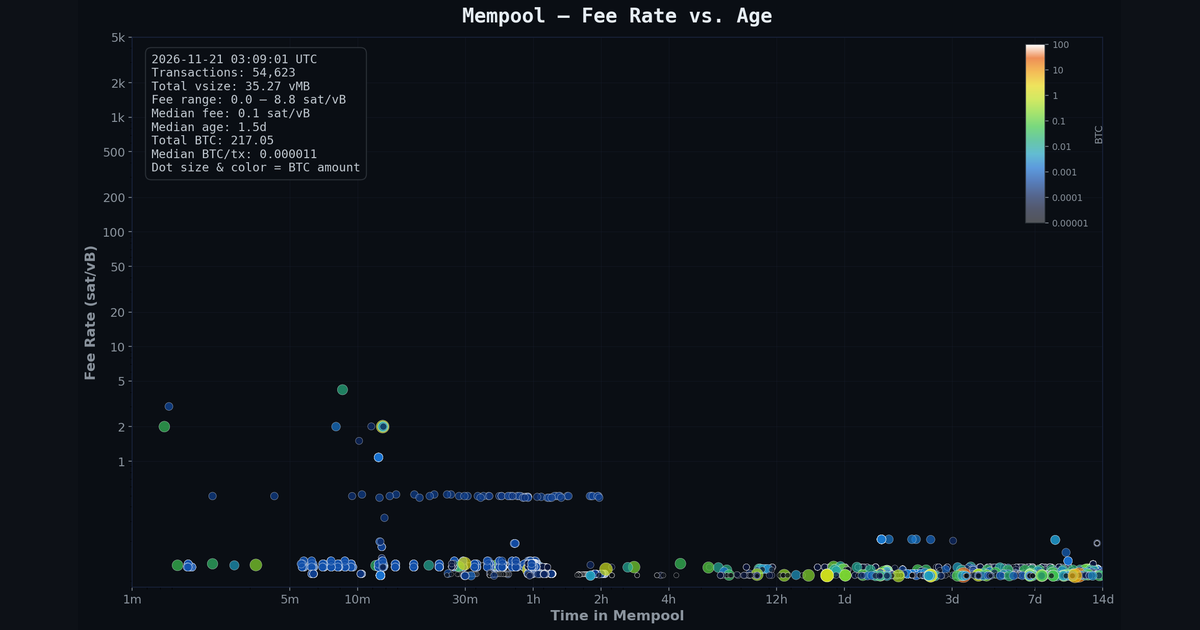 Mempool — Fee Rate vs. Age
2026-11-21 03:09:01 UTC
Transactions: 54,623
Total vsize: 35.27 vMB
Fee range: 0.0 – 8.8 sat/vB
Median fee: 0.1 sat/vB
Median age: 1.5d
Total BTC: 217.05
Median BTC/tx: 0.000011
Dot size & color = BTC amount
100
10
1
0.1
0.01
0.001
0.0001
0.00001
BTC
5k
2k
1k
500
200
100
50
20
10
5
2
1
Fee Rate (sat/vB)
1m
5m
10m
30m
1h
2h
4h
12h
1d
3d
7d
14d
Time in Mempool